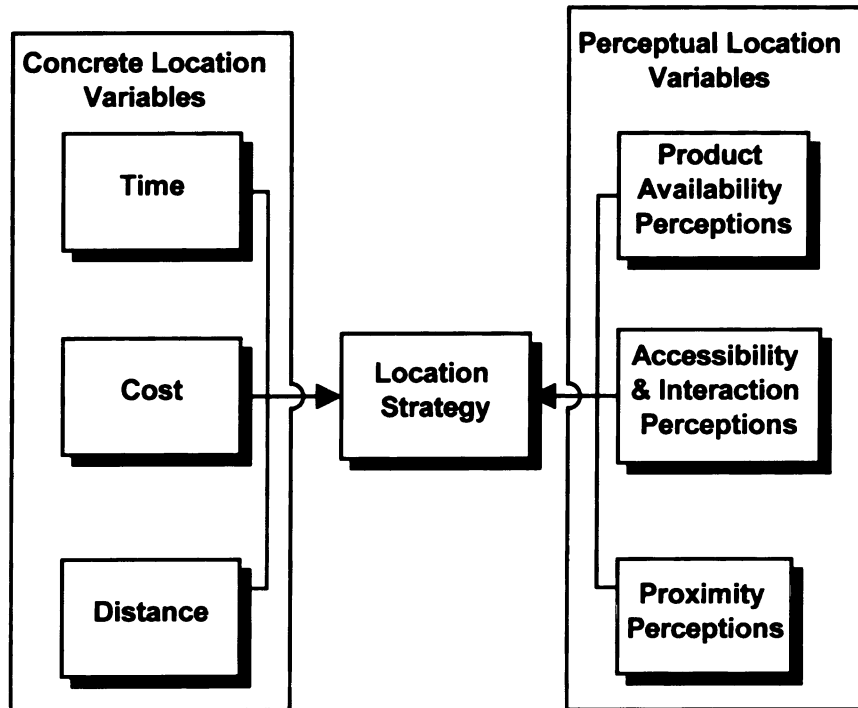 Concrete Location
Variables
Time
Cost
Distance
Location
Strategy
Perceptual Location
Variables
Product
Availability
Perceptions
Accessibility
& Interaction
Perceptions
Proximity
Perceptions